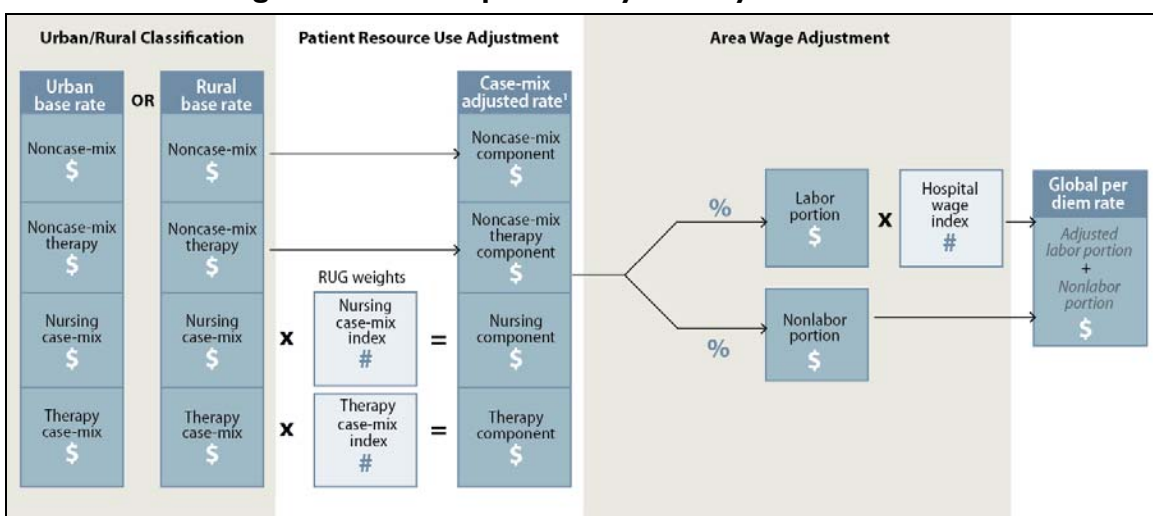 Urban/Rural Classification
Patient Resource Use Adjustment
Area Wage Adjustment
Urban
base rate
OR
Rural
base rate
Case-mix
adjusted rate¹
Noncase-mix
$
Noncase-mix
$
Noncase-mix
component
$
Noncase-mix
therapy
$
Noncase-mix
therapy
$
Noncase-mix
therapy
component
$
RUG weights
Nursing
case-mix
$
Nursing
case-mix
$
x
Nursing
case-mix
index
#
=
Nursing
component
$
Therapy
case-mix
$
Therapy
case-mix
$
x
Therapy
case-mix
index
#
=
Therapy
component
$
%
Labor
portion
$
x
Hospital
wage
index
#
%
Nonlabor
portion
$
Global per
diem rate
Adjusted
labor portion
+
Nonlabor
portion
$